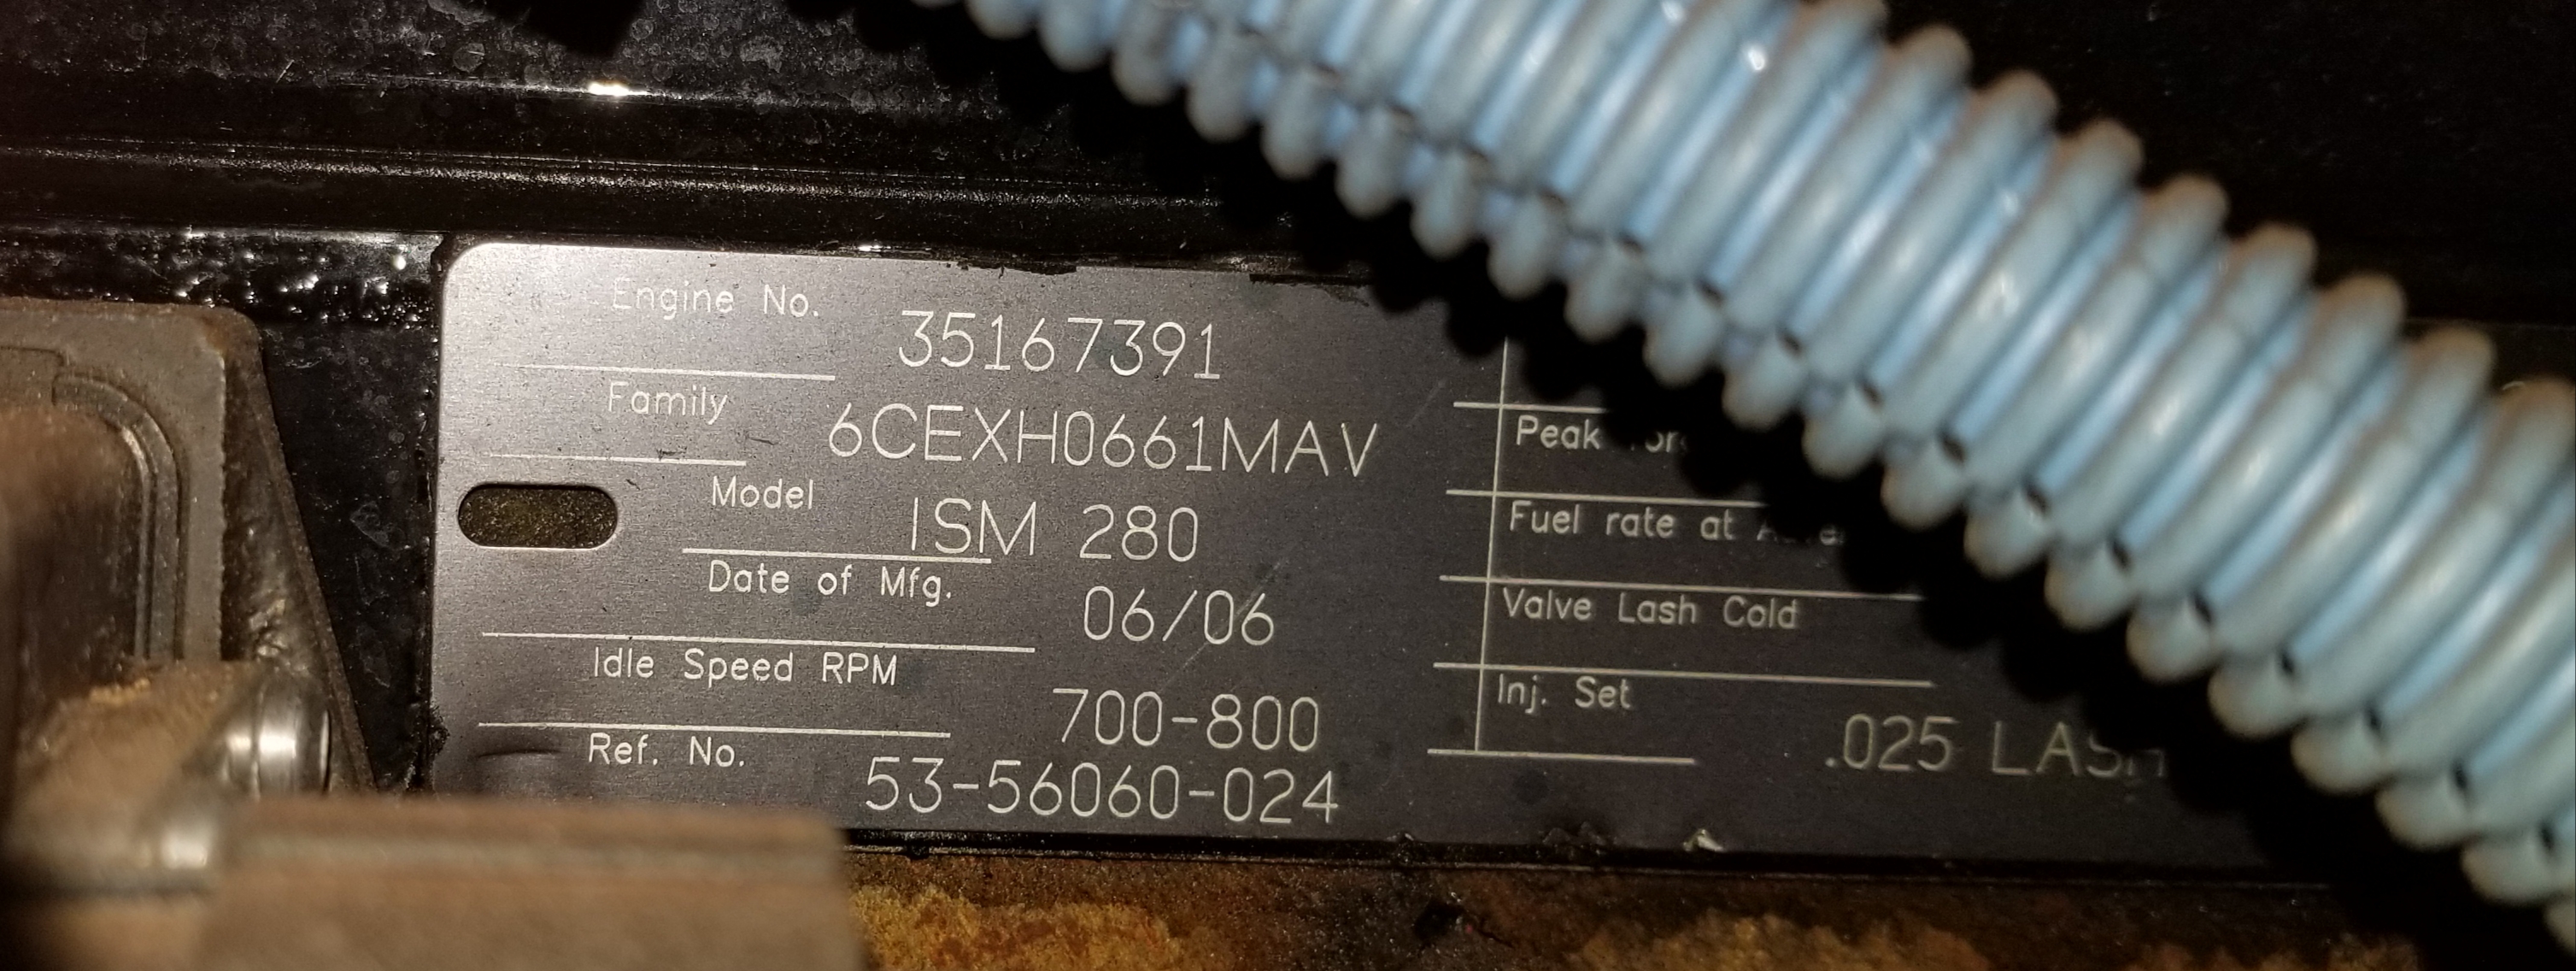 Engine No. 35167391
Family 6CEXH0661MAV
Model ISM 280
Date of Mfg. 06/06
Idle Speed RPM 700-800
Ref. No. 53-56060-024
Peak
Fuel rate at
Valve Lash Cold
Inj. Set .025 LASH